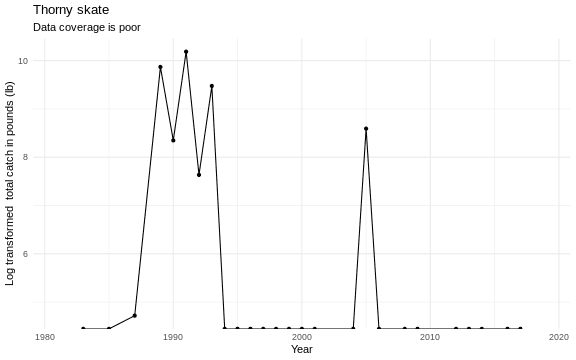 Thorny skate
Data coverage is poor
Log transformed  total catch in pounds (lb)
10
8
6
1980
1990
2000
2010
2020
Year